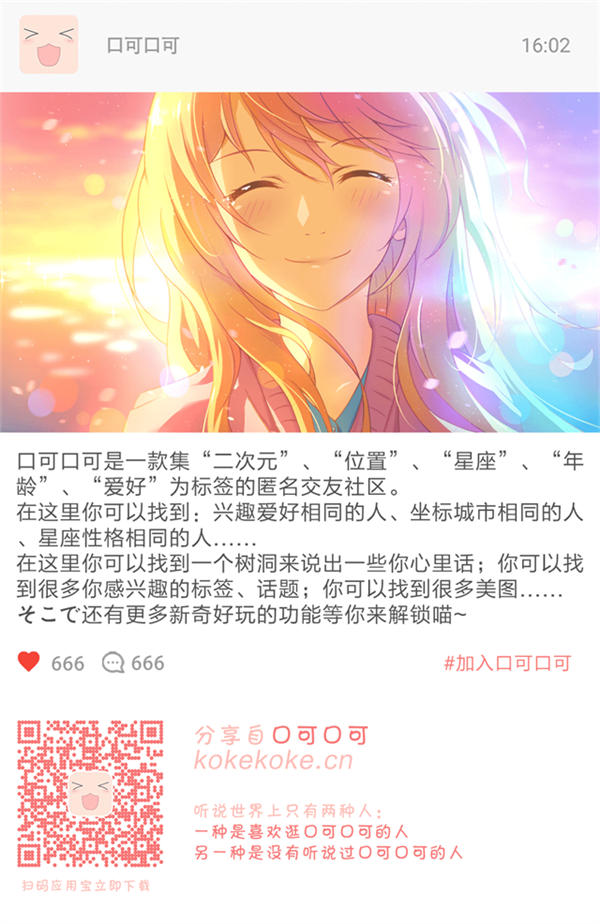 口可口可
16:02
口可口可是一款集“二次元”、“位置”、“星座”、“年
龄”、“爱好”为标签的匿名交友社区。
在这里你可以找到：兴趣爱好相同的人、坐标城市相同的人
、星座性格相同的人……
在这里你可以找到一个树洞来说出一些你心里话；你可以找
到很多你感兴趣的标签、话题；你可以找到很多美图……
そこで还有更多新奇好玩的功能等你来解锁喵~
666 666 #加入口可口可
分享自口可口可
kokekoke.cn
听说世界上只有两种人：
一种是喜欢逛口可口可的人
另一种是没有听说过口可口可的人
扫码应用宝立即下载